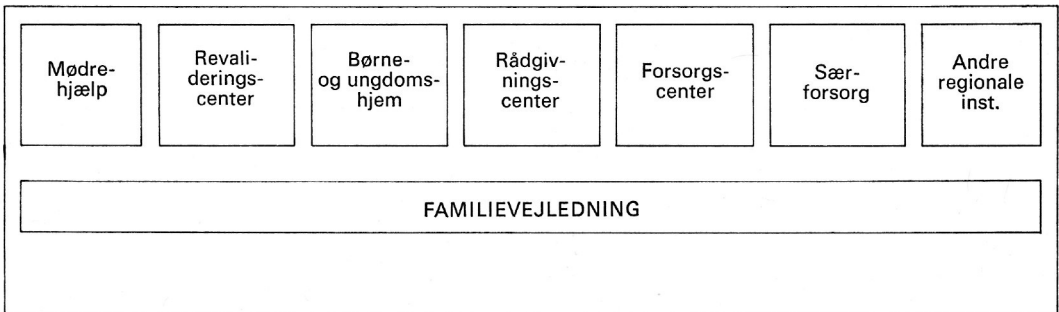 Mødre-
hjælp
Revali-
derings-
center
Børne-
og ungdoms-
hjem
Rådgiv-
nings-
center
Forsorgs-
center
Sær-
forsorg
Andre
regionale
inst.
FAMILIEVEJLEDNING